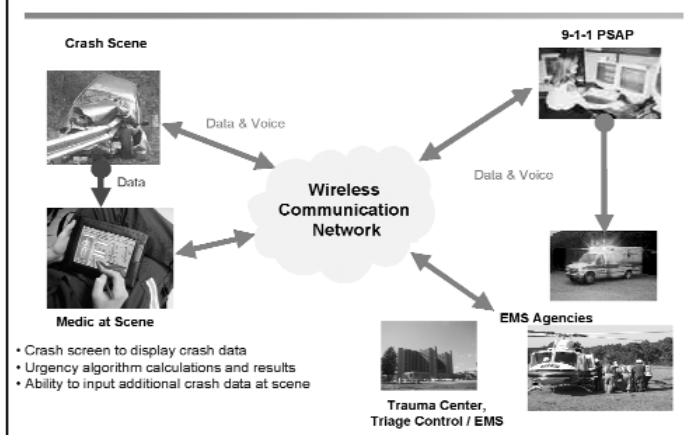 Crash Scene
9-1-1 PSAP
Data & Voice
Data
Wireless
Communication
Network
Data & Voice
Medic at Scene
EMS Agencies
• Crash screen to display crash data
• Urgency algorithm calculations and results
• Ability to input additional crash data at scene
Trauma Center,
Triage Control / EMS